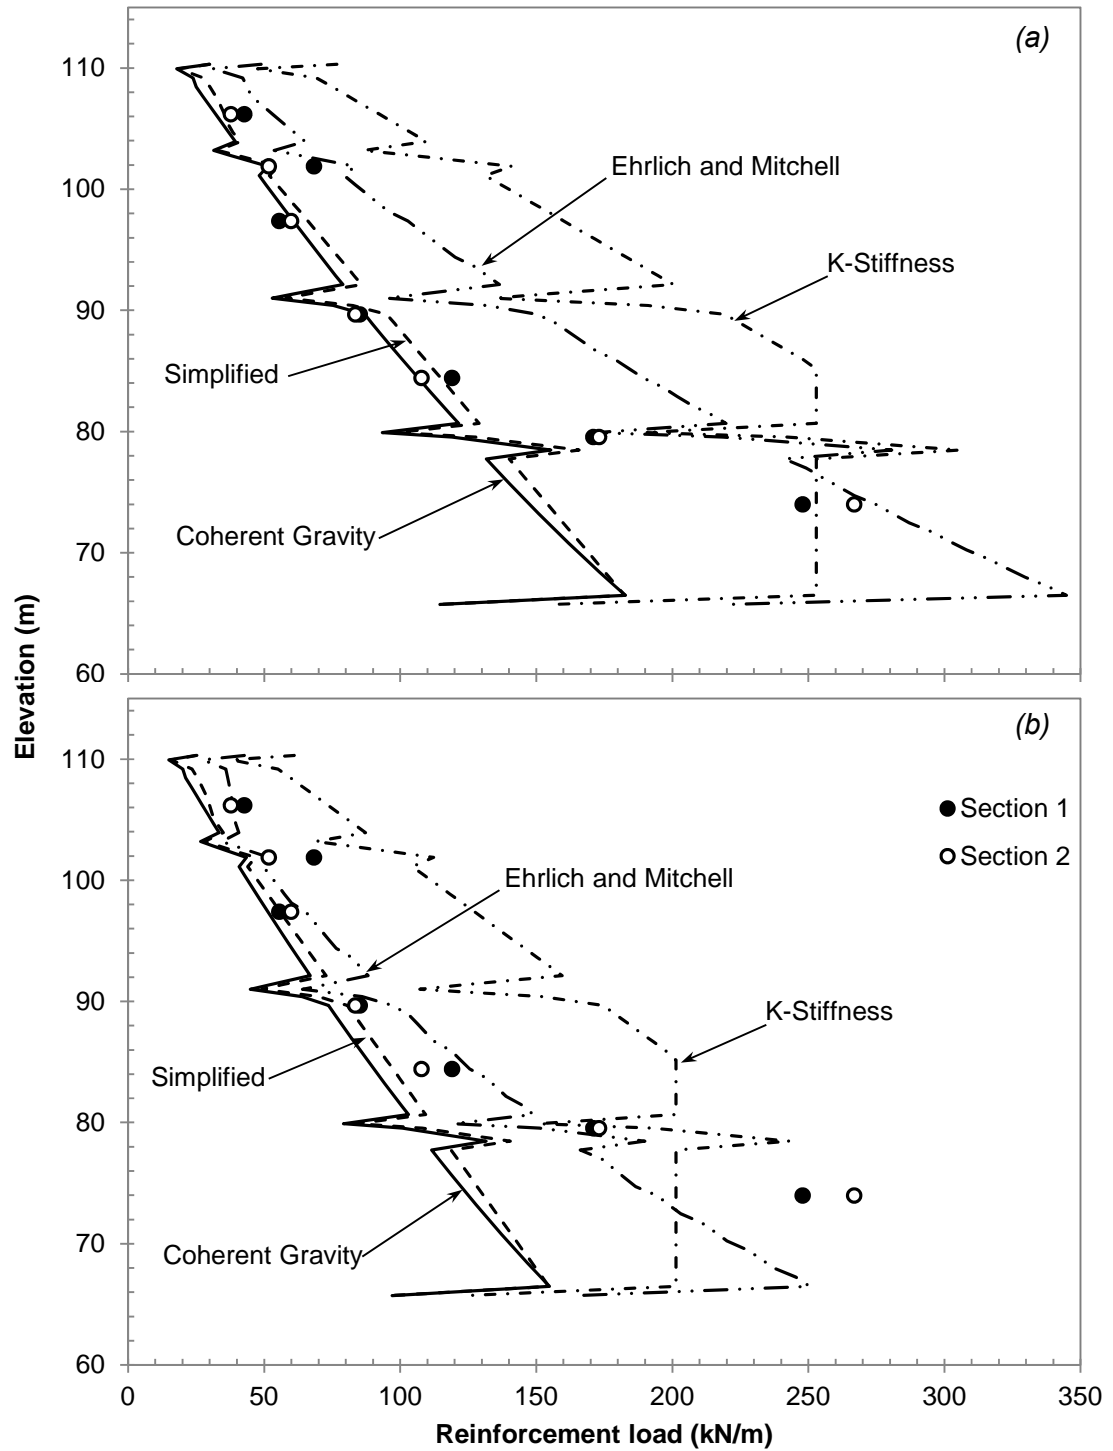 (a)
110
100
90
80
70
60
Ehrlich and Mitchell
K-Stiffness
Simplified
Coherent Gravity
Elevation (m)
(b)
110
100
90
80
70
60
Section 1
Section 2
Ehrlich and Mitchell
K-Stiffness
Simplified
Coherent Gravity
0 50 100 150 200 250 300 350
Reinforcement load (kN/m)